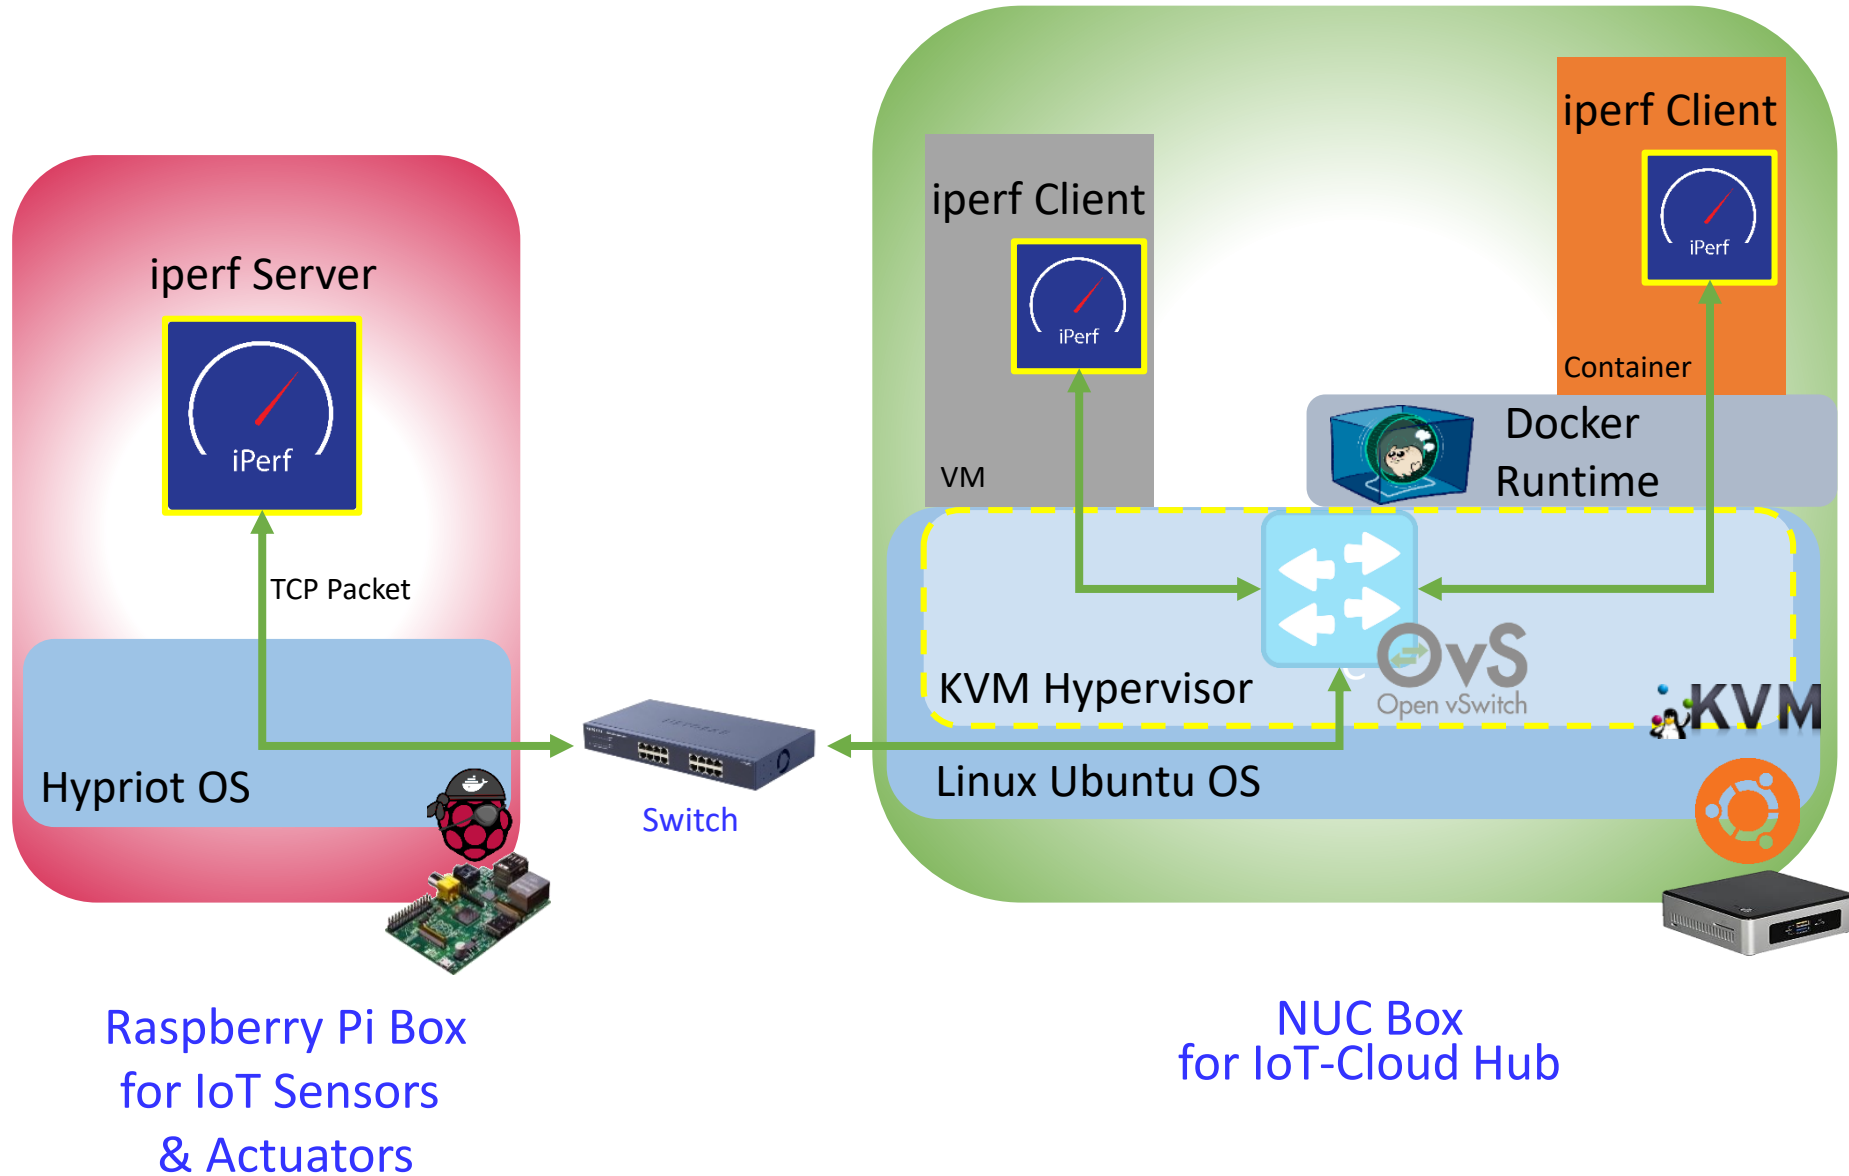 iperf Server
iPerf
TCP Packet
Hypriot OS
Raspberry Pi Box
for IoT Sensors
& Actuators
Switch
iperf Client
iPerf
VM
iperf Client
iPerf
Container
Docker
Runtime
KVM Hypervisor
OvS
Open vSwitch
KVM
Linux Ubuntu OS
NUC Box
for IoT-Cloud Hub